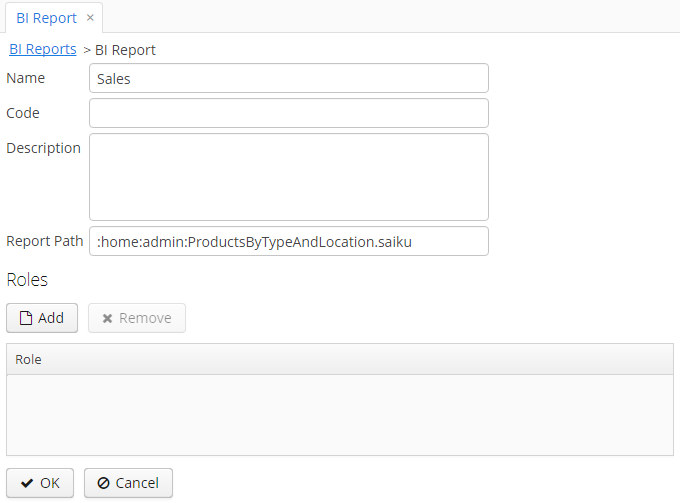 BI Report ×
BI Reports > BI Report
Name Sales
Code
Description
Report Path :home:admin:ProductsByTypeAndLocation.saiku
Roles
Add Remove
Role
OK Cancel